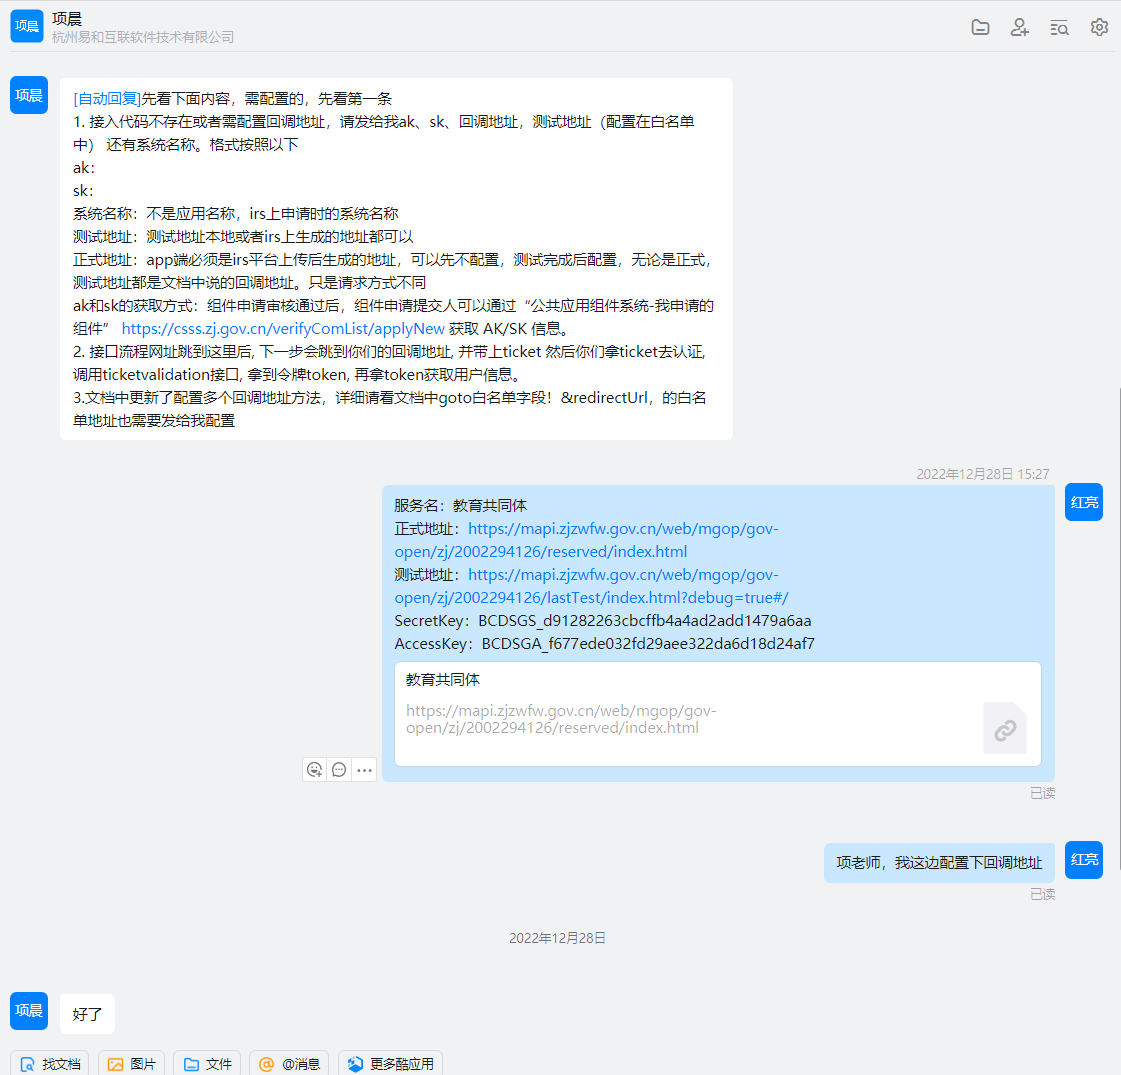 项晨
项晨
杭州易和互联软件技术有限公司
项晨
[自动回复]先看下面内容，需配置的，先看第一条
1. 接入代码不存在或者需配置回调地址，请发给我ak、sk、回调地址，测试地址（配置在白名单
中） 还有系统名称。格式按照以下
ak：
sk：
系统名称：不是应用名称，irs上申请时的系统名称
测试地址：测试地址本地或者irs上生成的地址都可以
正式地址：app端必须是irs平台上传后生成的地址，可以先不配置，测试完成后配置，无论是正式，
测试地址都是文档中说的回调地址。只是请求方式不同
ak和sk的获取方式：组件申请审核通过后，组件申请提交人可以通过“公共应用组件系统-我申请的
组件” https://csss.zj.gov.cn/verifyComList/applyNew 获取 AK/SK 信息。
2. 接口流程网址跳到这里后, 下一步会跳到你们的回调地址, 并带上ticket 然后你们拿ticket去认证,
调用ticketvalidation接口, 拿到令牌token, 再拿token获取用户信息。
3.文档中更新了配置多个回调地址方法，详细请看文档中goto白名单字段！&redirectUrl，的白名
单地址也需要发给我配置
2022年12月28日 15:27
红亮
服务名：教育共同体
正式地址：https://mapi.zjzwfw.gov.cn/web/mgop/gov-
open/zj/2002294126/reserved/index.html
测试地址：https://mapi.zjzwfw.gov.cn/web/mgop/gov-
open/zj/2002294126/lastTest/index.html?debug=true#/
SecretKey：BCDSGS_d91282263cbcffb4a4ad2add1479a6aa
AccessKey：BCDSGA_f677ede032fd29aee322da6d18d24af7
教育共同体
https://mapi.zjzwfw.gov.cn/web/mgop/gov-
open/zj/2002294126/reserved/index.html
已读
项老师，我这边配置下回调地址
红亮
已读
2022年12月28日
项晨
好了
找文档 图片 文件 @消息 更多酷应用